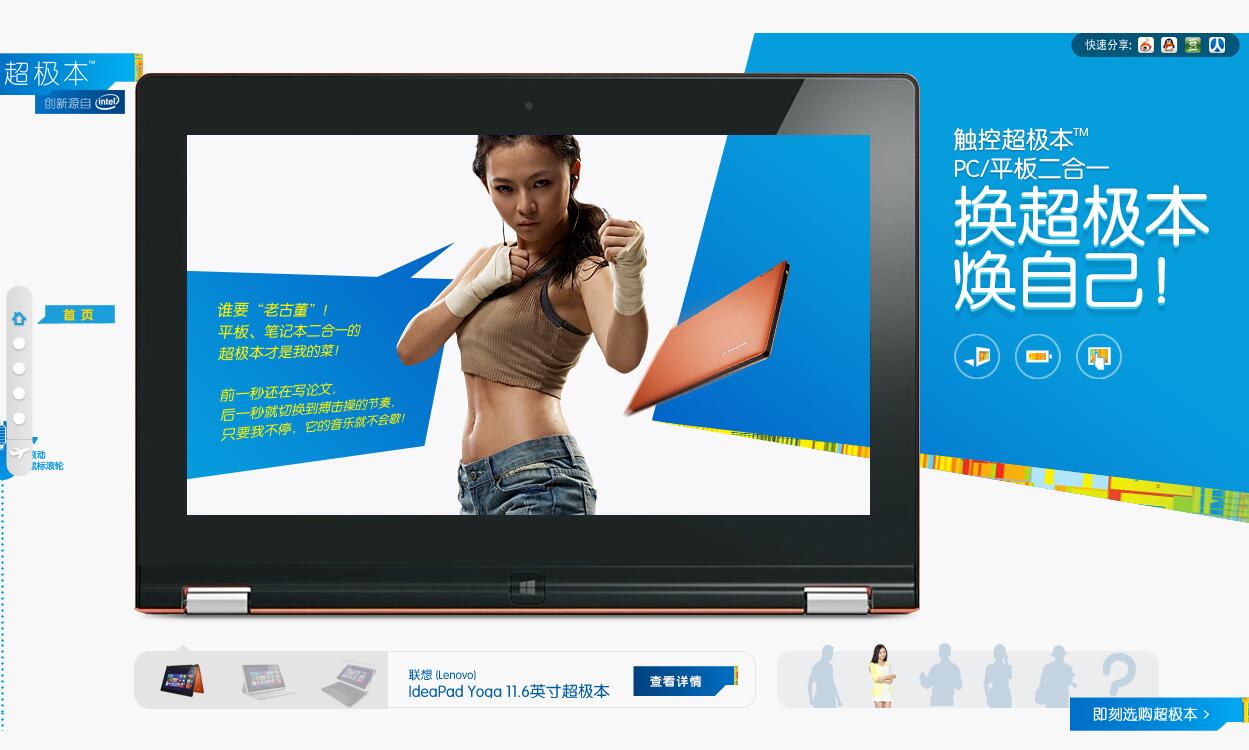 快速分享:
超极本™
创新源自 intel
触控超极本™
PC/平板二合一
换超极本
焕自己!
谁要“老古董”!
平板、笔记本二合一的
超极本才是我的菜!
前一秒还在写论文,
后一秒就切换到搏击操的节奏,
只要我不停,它的音乐就不会歇!
首页
滚动
鼠标滚轮
联想 (Lenovo)
IdeaPad Yoga 11.6英寸超极本
查看详情
即刻选购超极本 >